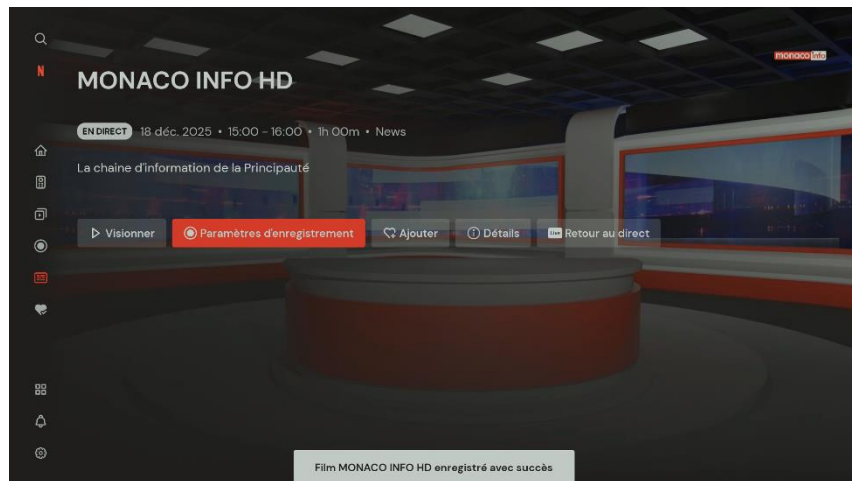 monaco info
N
MONACO INFO HD
EN DIRECT 18 déc. 2025 • 15:00 - 16:00 • 1h 00m • News
La chaine d'information de la Principauté
Visionner Paramètres d'enregistrement Ajouter Détails Live Retour au direct
Film MONACO INFO HD enregistré avec succès